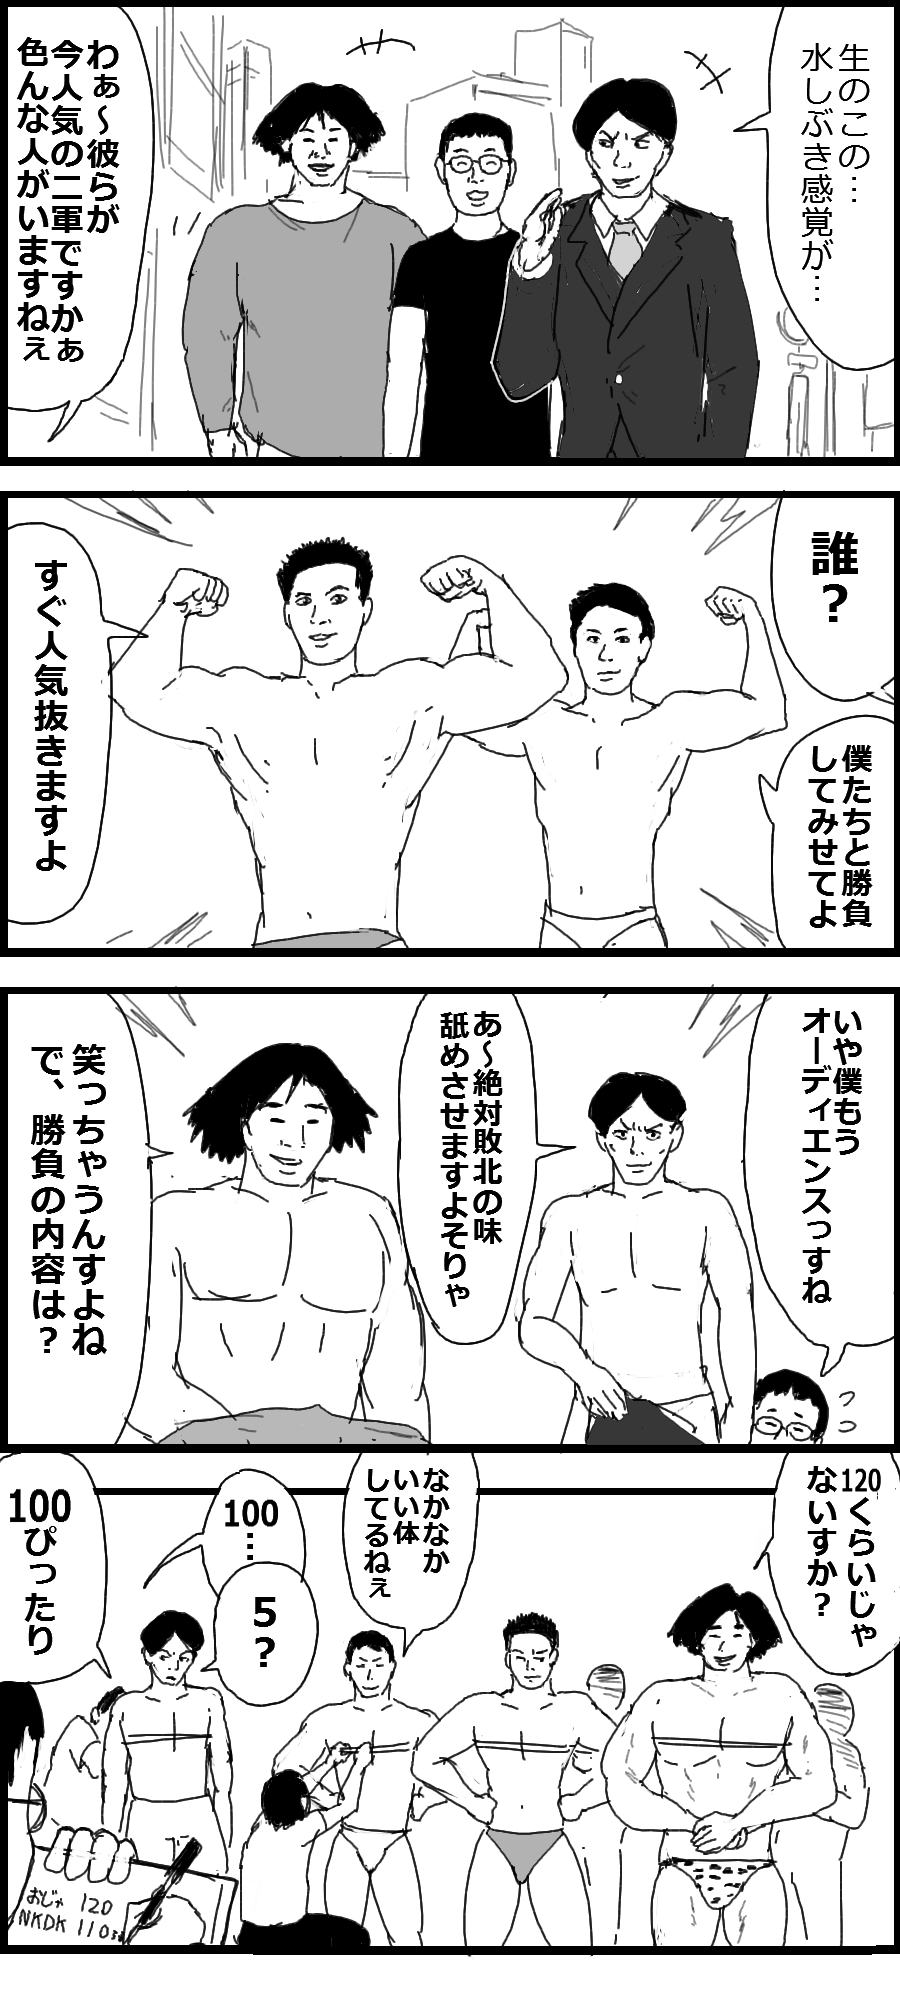 生のこの…
水しぶき感覚が…
わぁ～彼らが
今人気の二軍ですかぁ
色んな人がいますねぇ
誰？
僕たちと勝負
してみせてよ
すぐ人気抜きますよ
いや僕もう
オーディエンスっすね
あ～絶対敗北の味
舐めさせますよそりゃ
笑っちゃうんすよね
で、勝負の内容は？
120くらいじゃ
ないすか？
なかなか
いい体
してるねぇ
100
…
5？
100
ぴったり
おじゃ 120
NKDK 110